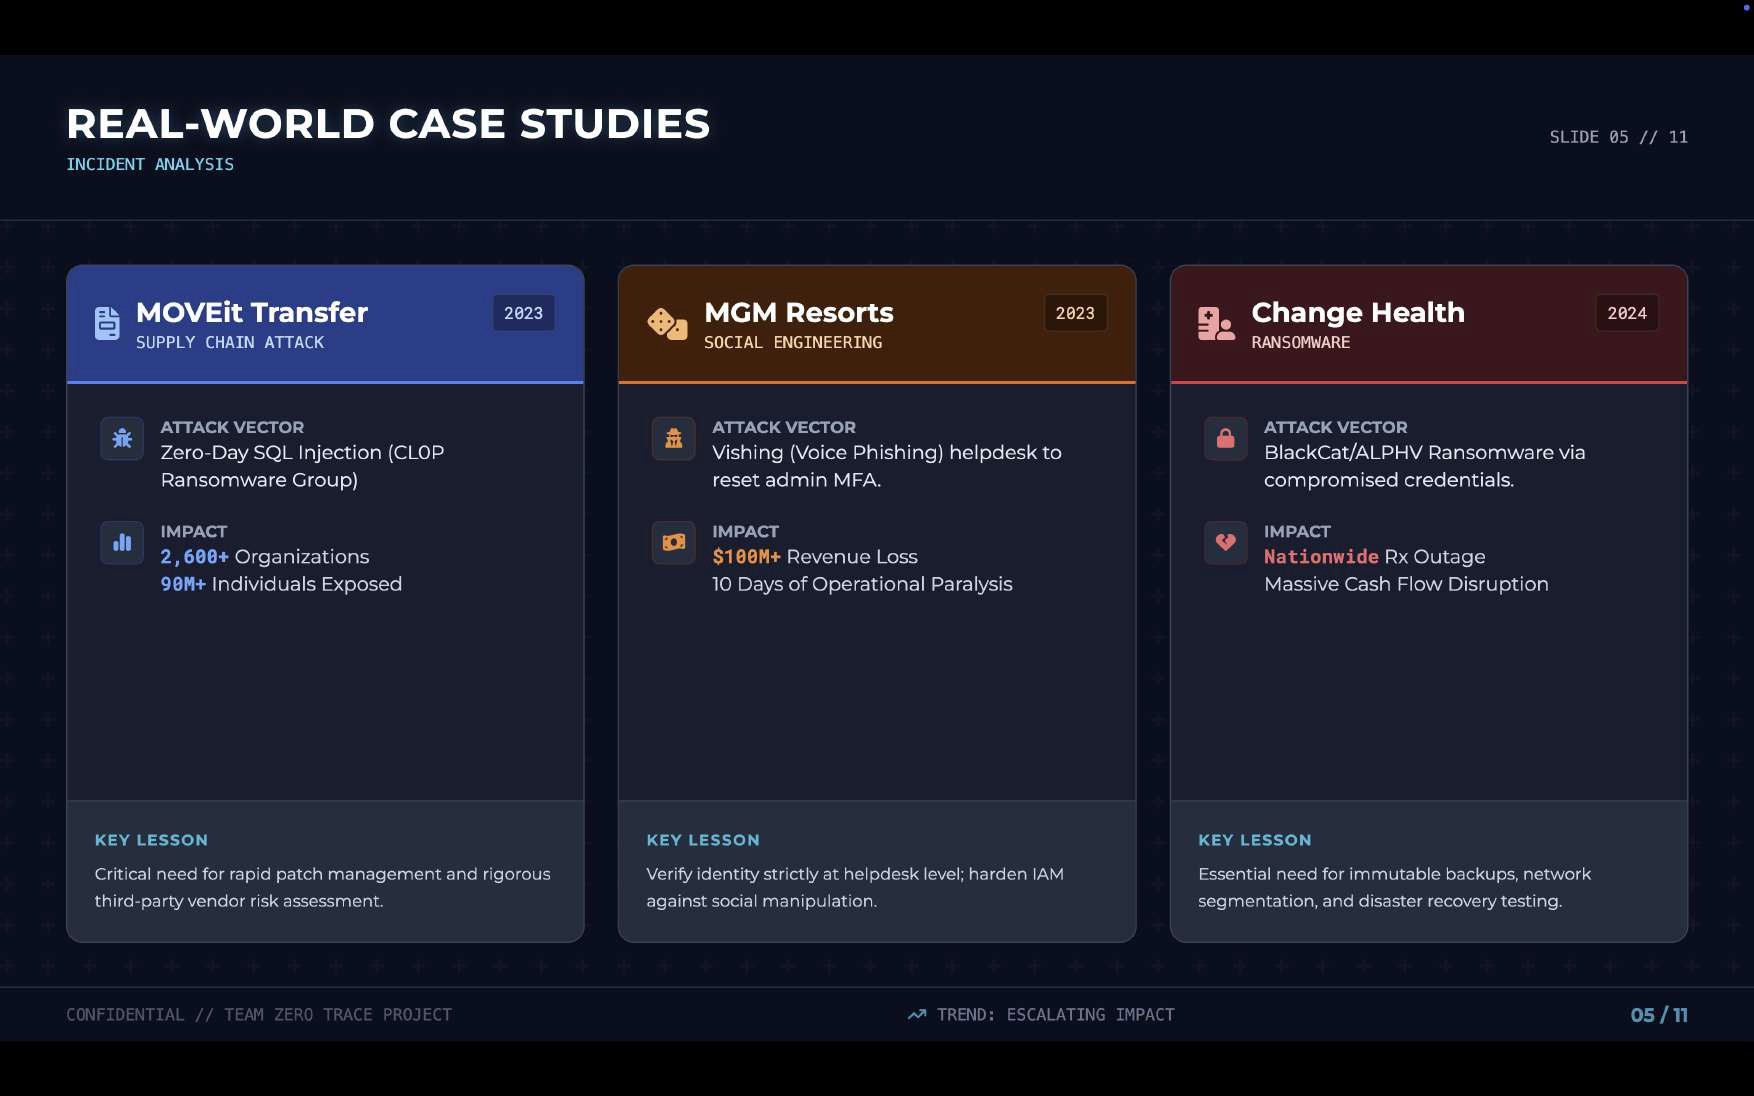 REAL-WORLD CASE STUDIES
INCIDENT ANALYSIS
SLIDE 05 // 11
MOVEit Transfer
SUPPLY CHAIN ATTACK
2023
ATTACK VECTOR
Zero-Day SQL Injection (CL0P
Ransomware Group)
IMPACT
2,600+ Organizations
90M+ Individuals Exposed
KEY LESSON
Critical need for rapid patch management and rigorous
third-party vendor risk assessment.
MGM Resorts
SOCIAL ENGINEERING
2023
ATTACK VECTOR
Vishing (Voice Phishing) helpdesk to
reset admin MFA.
IMPACT
$100M+ Revenue Loss
10 Days of Operational Paralysis
KEY LESSON
Verify identity strictly at helpdesk level; harden IAM
against social manipulation.
Change Health
RANSOMWARE
2024
ATTACK VECTOR
BlackCat/ALPHV Ransomware via
compromised credentials.
IMPACT
Nationwide Rx Outage
Massive Cash Flow Disruption
KEY LESSON
Essential need for immutable backups, network
segmentation, and disaster recovery testing.
CONFIDENTIAL // TEAM ZERO TRACE PROJECT
TREND: ESCALATING IMPACT
05 / 11